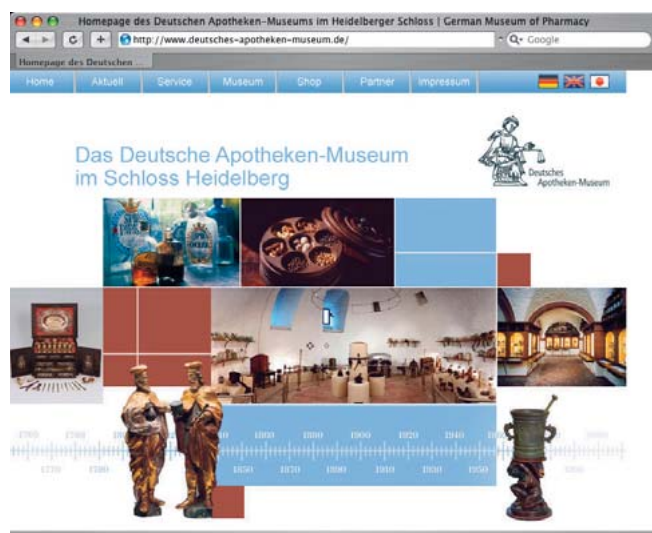 Homepage des Deutschen Apotheken-Museums im Heidelberger Schloss | German Museum of Pharmacy
http://www.deutsches-apotheken-museum.de/
Google
Homepage des Deutschen ...
Home Aktuell Service Museum Shop Partner Impressum
Das Deutsche Apotheken-Museum
im Schloss Heidelberg
Deutsches
Apotheken-Museum
1880 1900 1920 1940
1780 1850 1870 1890 1910 1930 1950